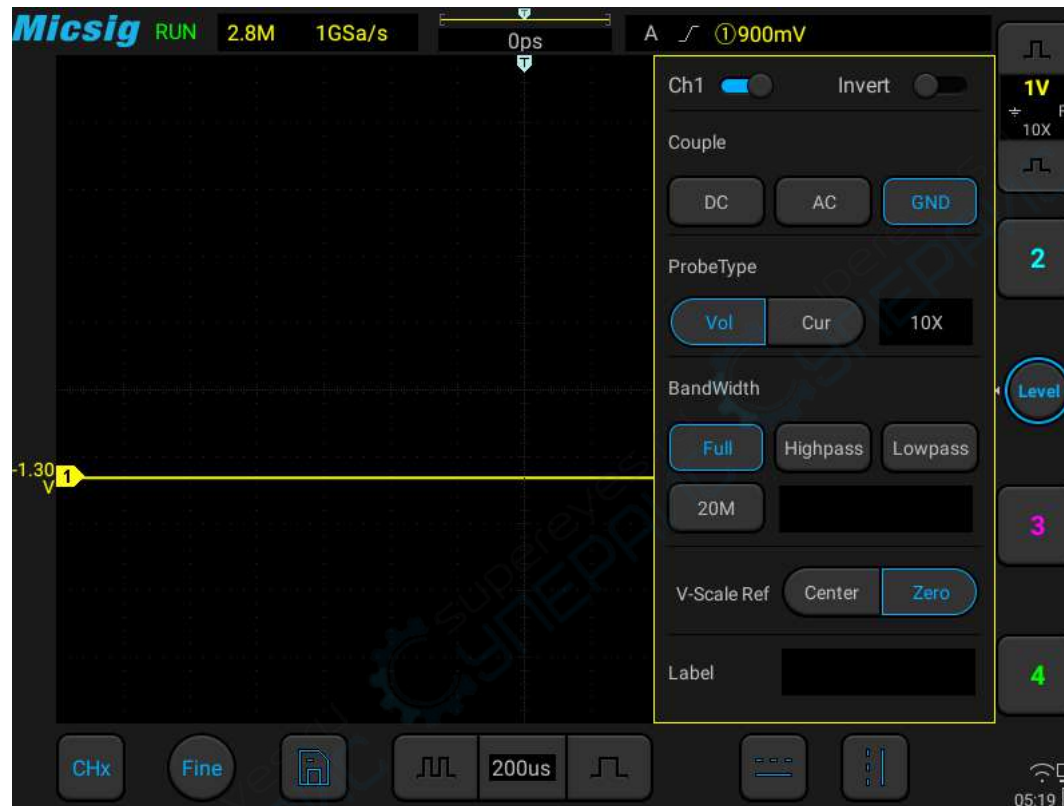 Micsig RUN 2.8M 1GSa/s 0ps A ①900mV
T
T
Ch1 Invert
1V
F
10X
Couple
DC AC GND
2
ProbeType
Vol Cur 10X
BandWidth
Level
Full Highpass Lowpass
-1.30
V
1
20M
3
V-Scale Ref Center Zero
Label
4
CHx Fine 200us
05:19
supereyes
СУПЕРАЙС